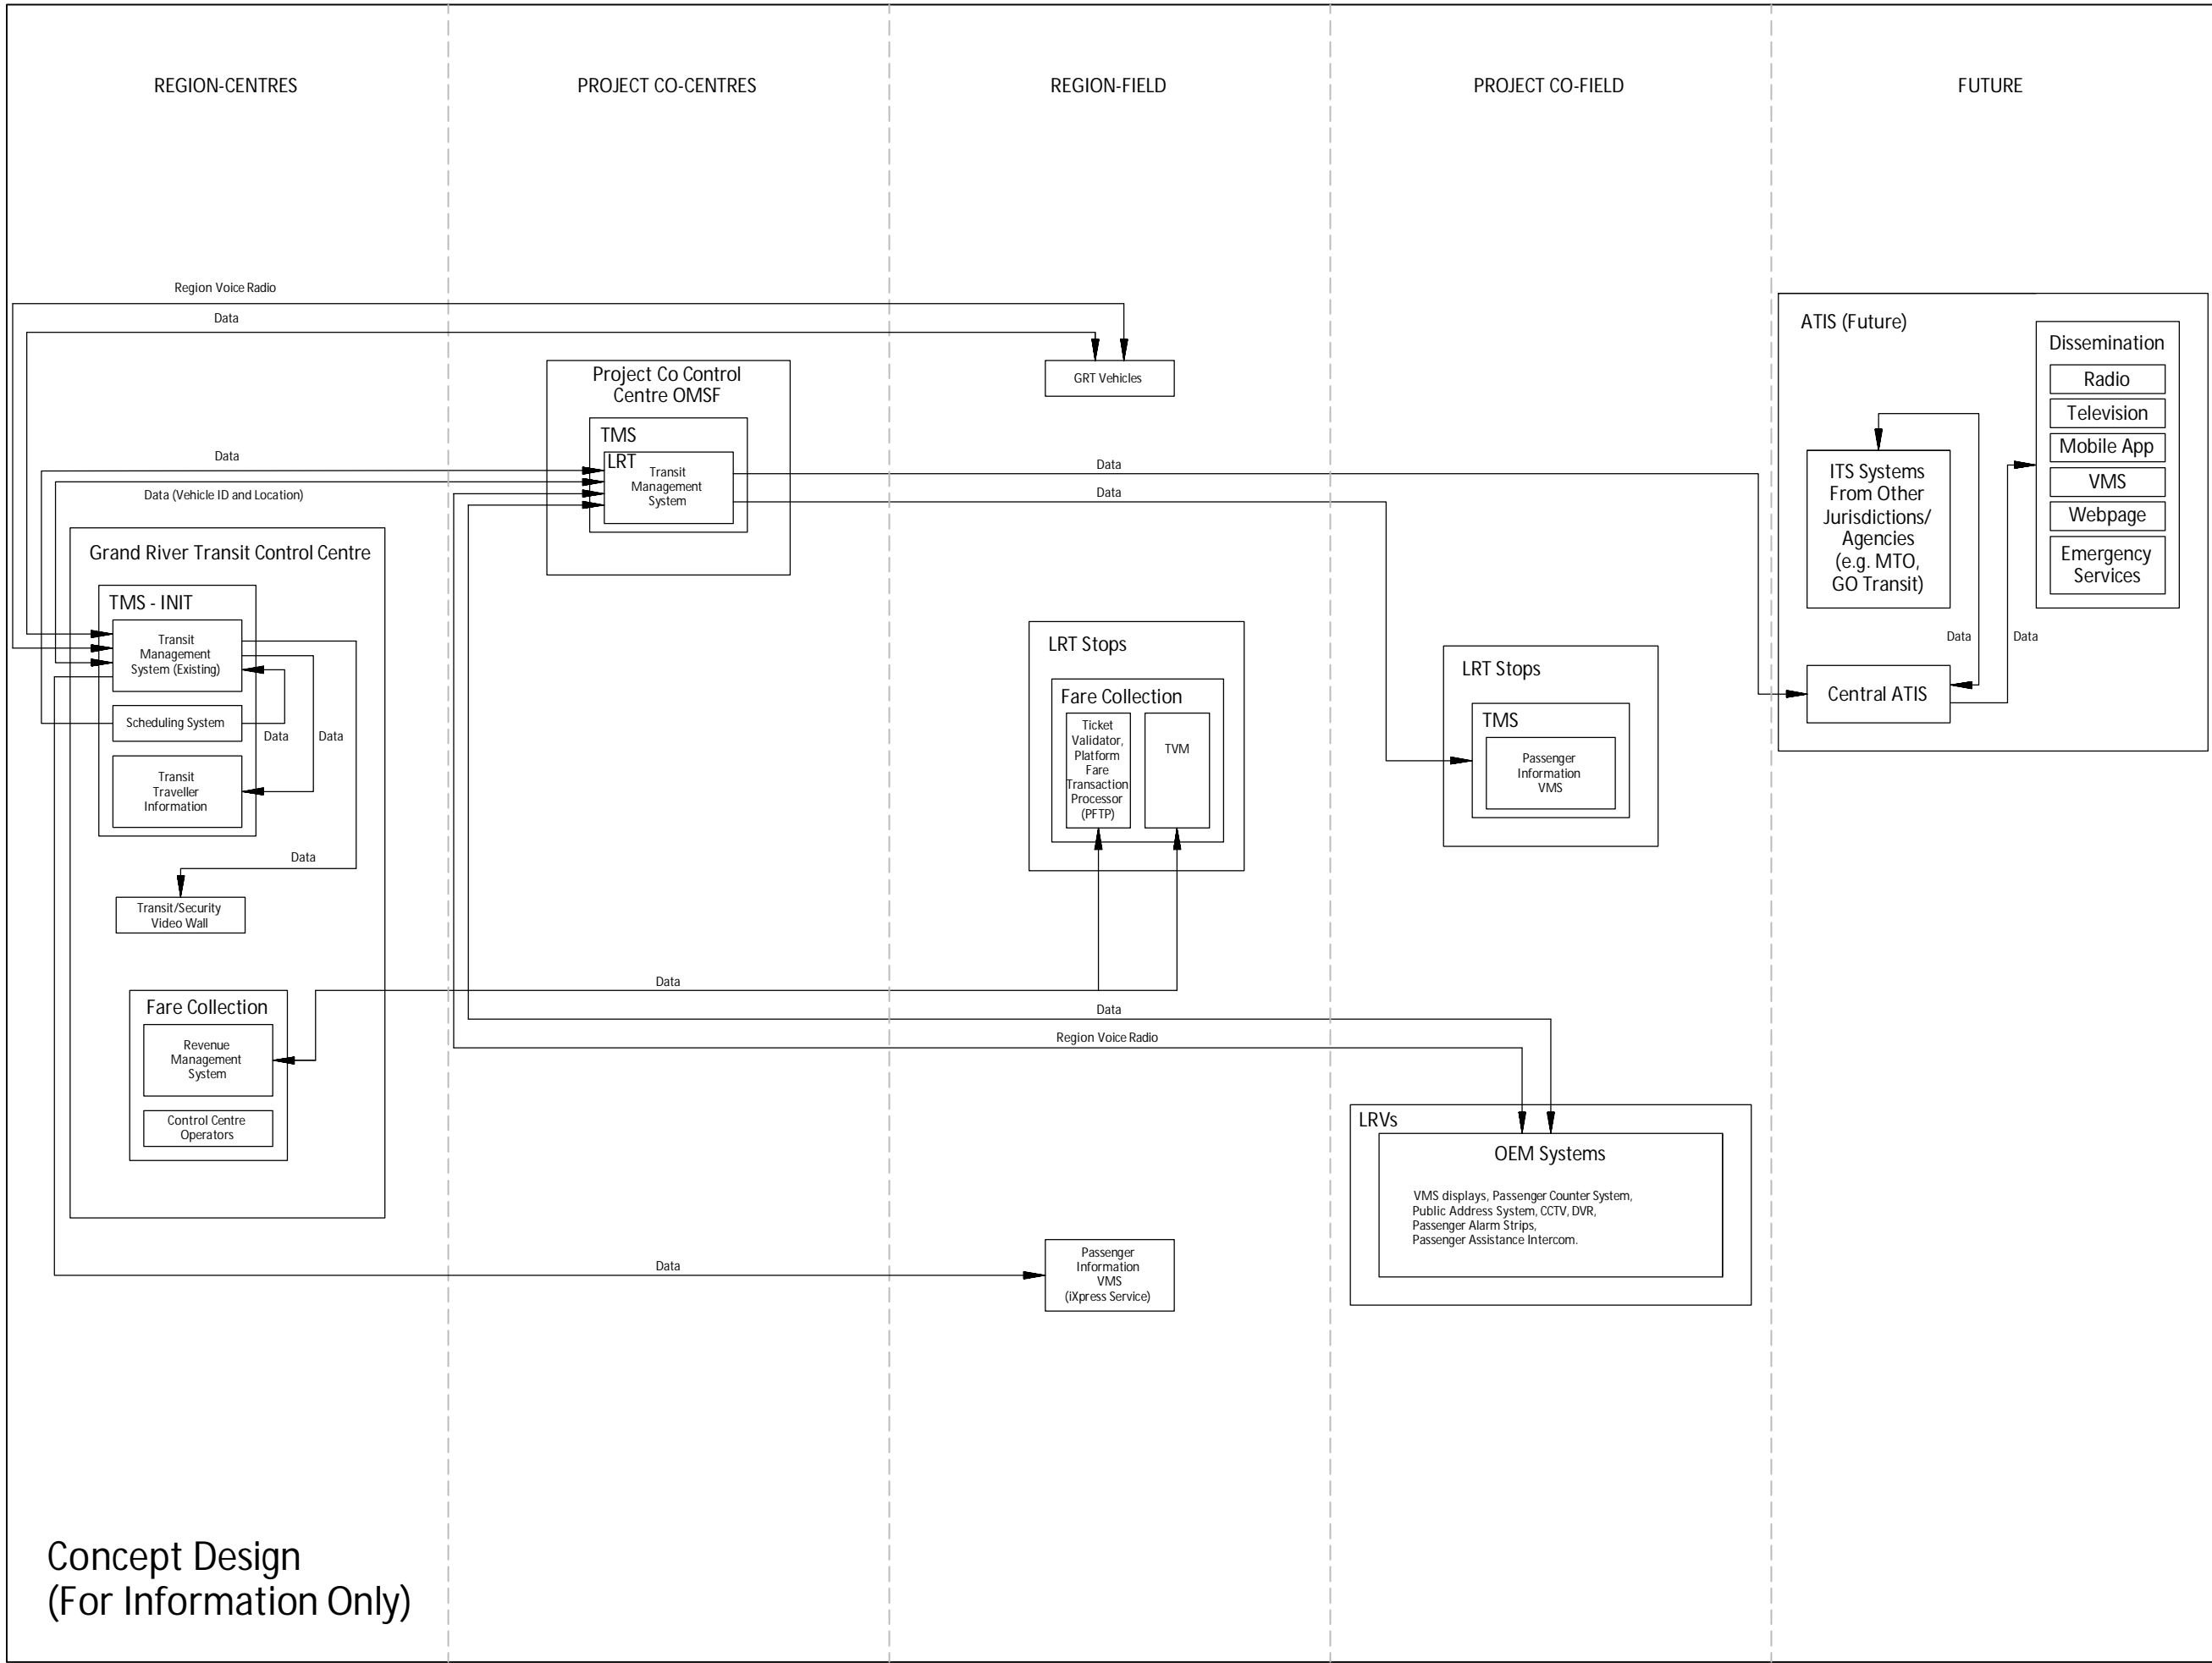 REGION-CENTRES
PROJECT CO-CENTRES
REGION-FIELD
PROJECT CO-FIELD
FUTURE
Region Voice Radio
Data
GRT Vehicles
Project Co Control
Centre OMSF
TMS
LRT
Transit
Management
System
Data
Data (Vehicle ID and Location)
Data
Data
Grand River Transit Control Centre
TMS - INIT
Transit
Management
System (Existing)
Scheduling System
Data
Data
Transit
Traveller
Information
Data
Transit/Security
Video Wall
Fare Collection
Revenue
Management
System
Control Centre
Operators
LRT Stops
Fare Collection
Ticket
Validator,
Platform
Fare
Transaction
Processor
(PFTP)
TVM
LRT Stops
TMS
Passenger
Information
VMS
Data
Data
Region Voice Radio
LRVs
OEM Systems
VMS displays, Passenger Counter System,
Public Address System, CCTV, DVR,
Passenger Alarm Strips,
Passenger Assistance Intercom.
Data
Passenger
Information
VMS
(iXpress Service)
ATIS (Future)
Dissemination
Radio
Television
Mobile App
VMS
Webpage
Emergency
Services
ITS Systems
From Other
Jurisdictions/
Agencies
(e.g. MTO,
GO Transit)
Data
Data
Central ATIS
Concept Design
(For Information Only)